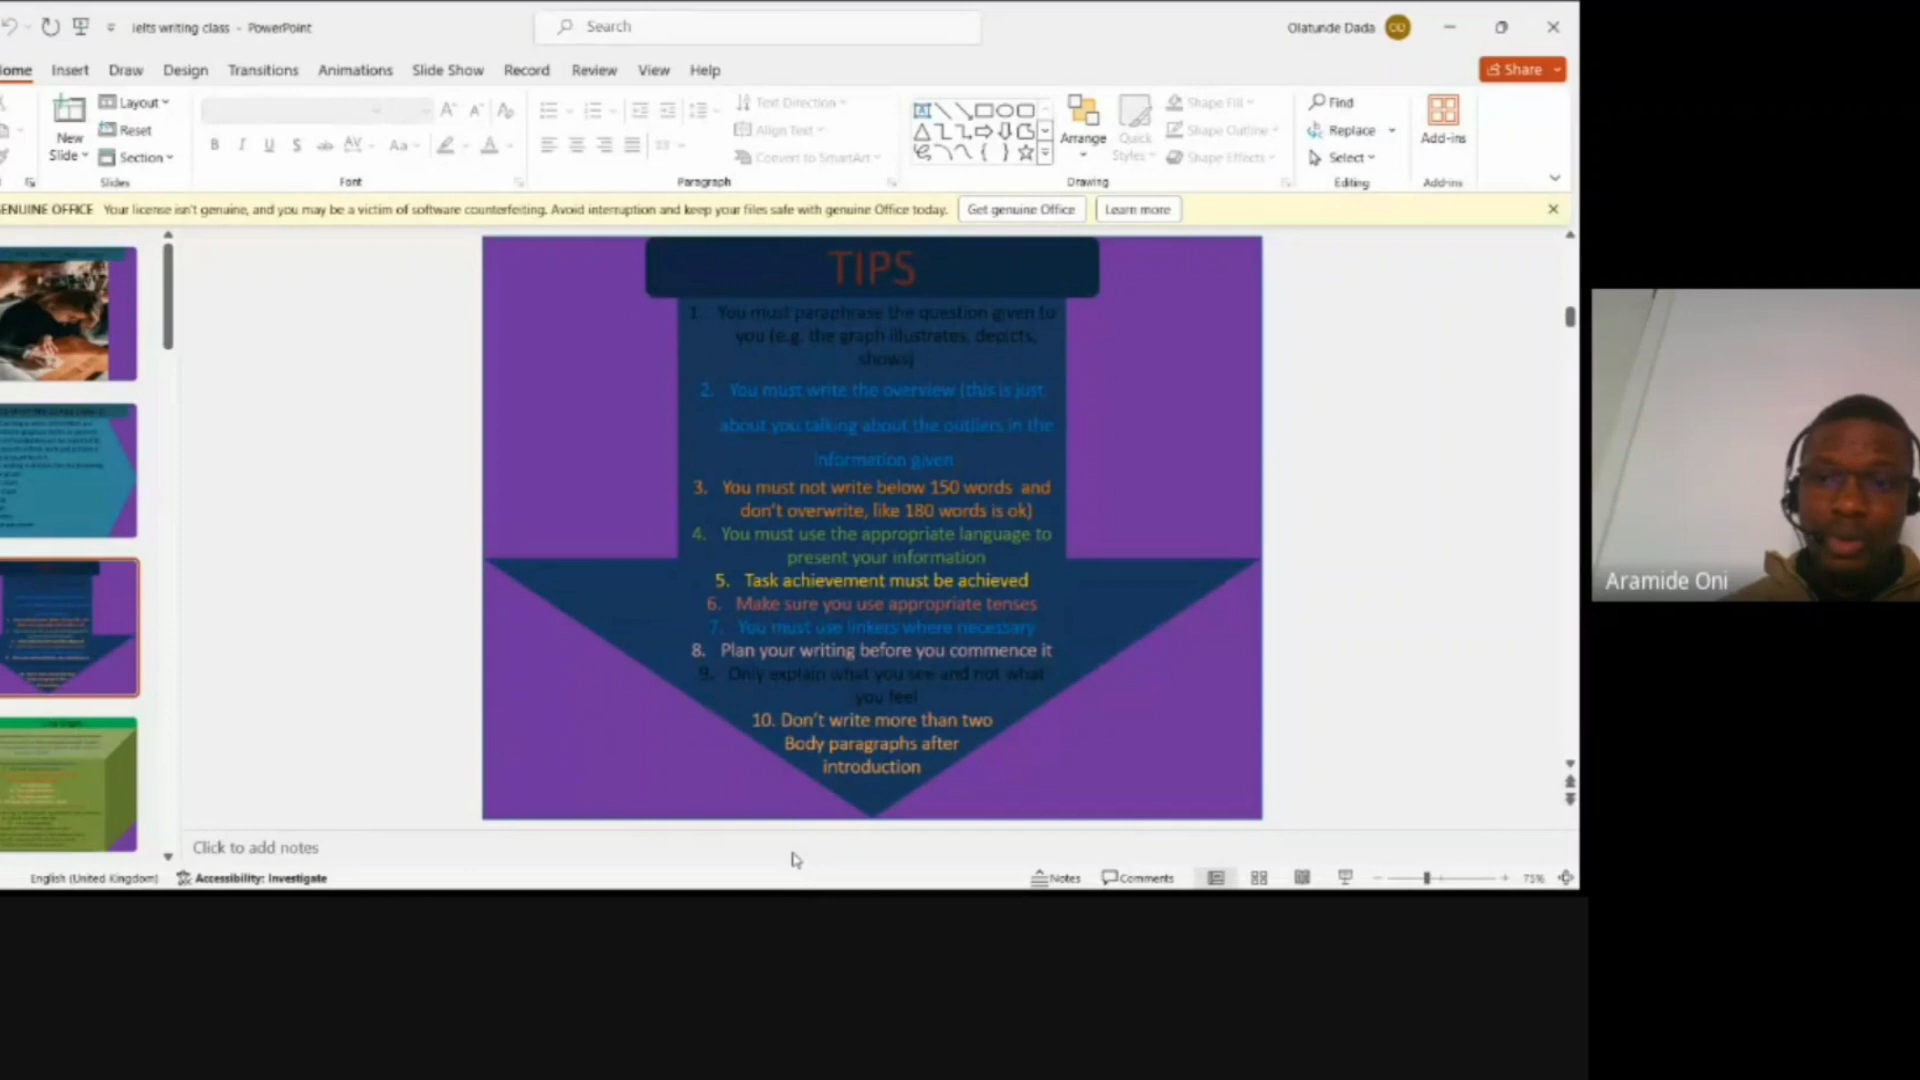 Ielts writing class - PowerPoint
Search
Olatunde Dada
OD
Home Insert Draw Design Transitions Animations Slide Show Record Review View Help
Share
New Slide
Layout
Reset
Section
Slides
Font
Text Direction
Align Text
Convert to SmartArt
Paragraph
Arrange
Quick Styles
Shape Fill
Shape Outline
Shape Effects
Drawing
Find
Replace
Select
Editing
Add-ins
Add-ins
GENUINE OFFICE Your license isn't genuine, and you may be a victim of software counterfeiting. Avoid interruption and keep your files safe with genuine Office today. Get genuine Office Learn more
TIPS
1. You must paraphrase the question given to
you (e.g. the graph illustrates, depicts,
shows)
2. You must write the overview (this is just
about you talking about the outliers in the
information given
3. You must not write below 150 words and
don't overwrite, like 180 words is ok)
4. You must use the appropriate language to
present your information
5. Task achievement must be achieved
6. Make sure you use appropriate tenses
7. You must use linkers where necessary
8. Plan your writing before you commence it
9. Only explain what you see and not what
you feel
10. Don't write more than two
Body paragraphs after
introduction
Aramide Oni
Click to add notes
English (United Kingdom) Accessibility: Investigate Notes Comments 75%